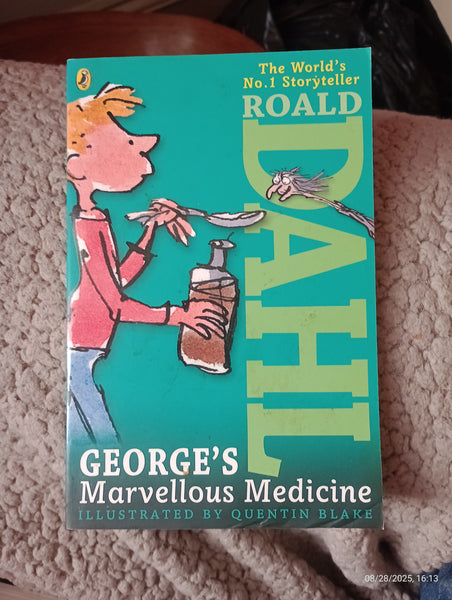 The World's
No.1 Storyteller
ROALD
DAHL
GEORGE'S
Marvellous Medicine
ILLUSTRATED BY QUENTIN BLAKE
08/28/2025, 16:13